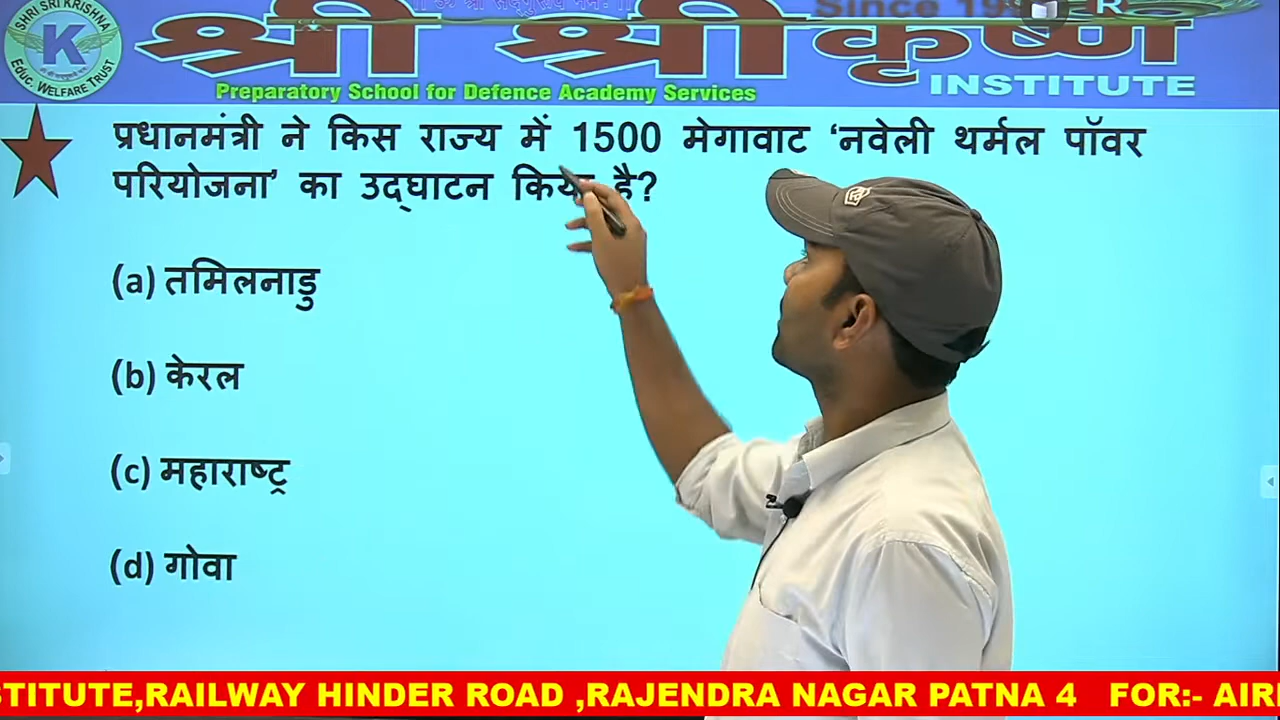 SHRI SRI KRISHNA
K
EDUC. WELFARE TRUST
Since
श्री श्रीकृष्ण
INSTITUTE
Preparatory School for Defence Academy Services
प्रधानमंत्री ने किस राज्य में 1500 मेगावाट ‘नवेली थर्मल पॉवर
परियोजना’ का उद्घाटन किया है?
(a) तमिलनाडु
(b) केरल
(c) महाराष्ट्र
(d) गोवा
STITUTE,RAILWAY HINDER ROAD ,RAJENDRA NAGAR PATNA 4 FOR:- AIR